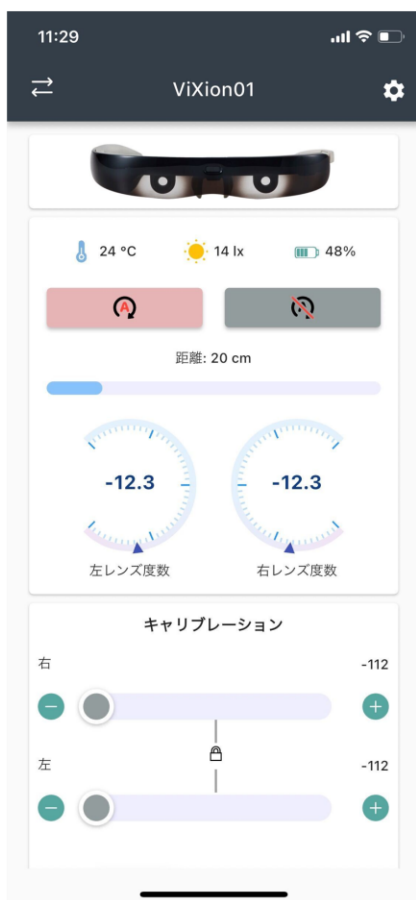 11:29
ViXion01
24 °C
14 lx
48%
A
距離: 20 cm
-12.3
-12.3
左レンズ度数
右レンズ度数
キャリブレーション
右
-112
左
-112